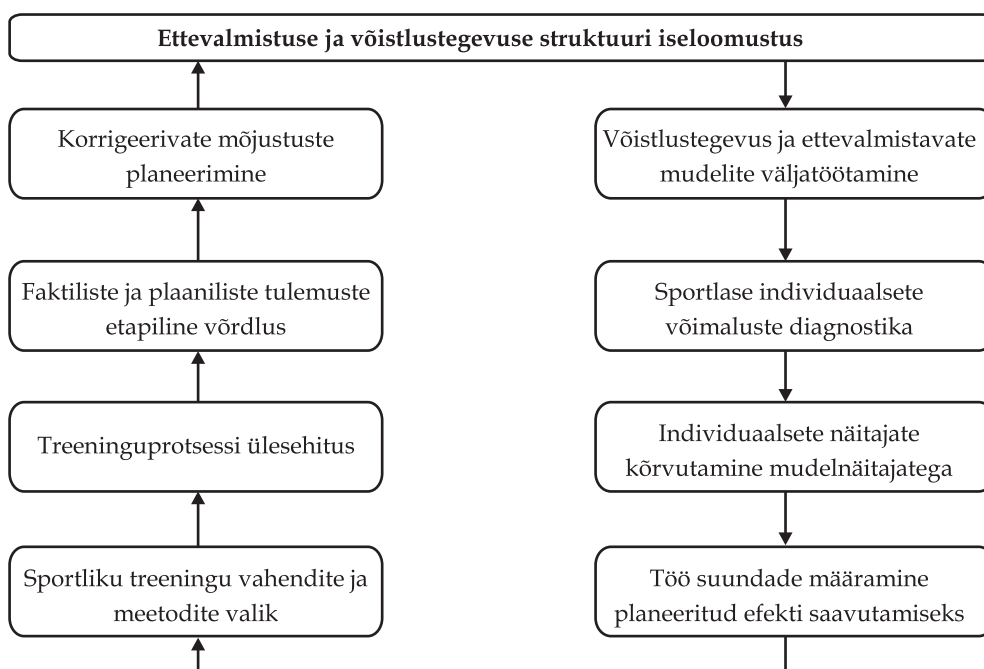 Ettevalmistuse ja võistlustegevuse struktuuri iseloomustus
Korrigeerivate mõjustuste
planeerimine
Võistlustegevus ja ettevalmistavate
mudelite väljatöötamine
Faktiliste ja plaaniliste tulemuste
etapiline võrdlus
Sportlase individuaalsete
võimaluste diagnostika
Treeninguprotsessi ülesehitus
Individuaalsete näitajate
kõrvutamine mudelnäitajatega
Sportliku treeningu vahendite ja
meetodite valik
Töö suundade määramine
planeeritud efekti saavutamiseks